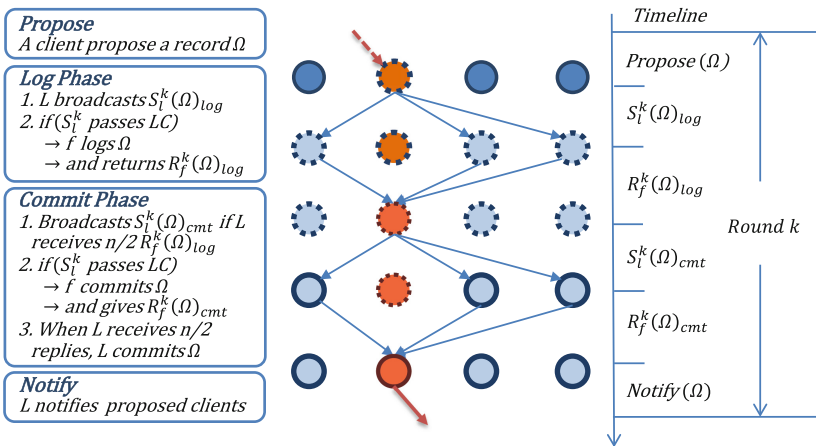 Propose
A client propose a record Ω
Log Phase
1. L broadcasts S_l^k(Ω)_log
2. if (S_l^k passes LC)
→ f logs Ω
→ and returns R_f^k(Ω)_log
Commit Phase
1. Broadcasts S_l^k(Ω)_cmt if L
receives n/2 R_f^k(Ω)_log
2. if (S_l^k passes LC)
→ f commits Ω
→ and gives R_f^k(Ω)_cmt
3. When L receives n/2
replies, L commits Ω
Notify
L notifies proposed clients
Timeline
Propose (Ω)
S_l^k(Ω)_log
R_f^k(Ω)_log
Round k
S_l^k(Ω)_cmt
R_f^k(Ω)_cmt
Notify (Ω)